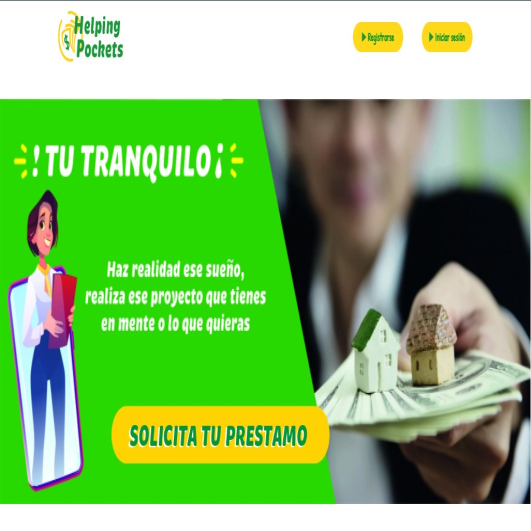 Helping
Pockets
Registrarse
Iniciar sesión
! TU TRANQUILO¡
Haz realidad ese sueño,
realiza ese proyecto que tienes
en mente o lo que quieras
SOLICITA TU PRESTAMO